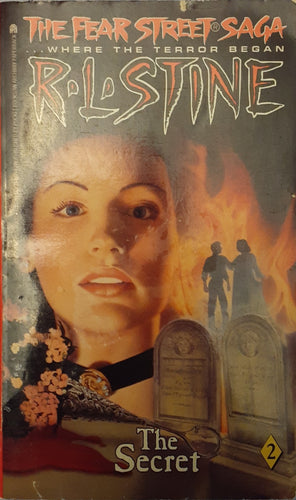 THE FEAR STREET® SAGA
...WHERE THE TERROR BEGAN
R·L·STINE
The
Secret
2